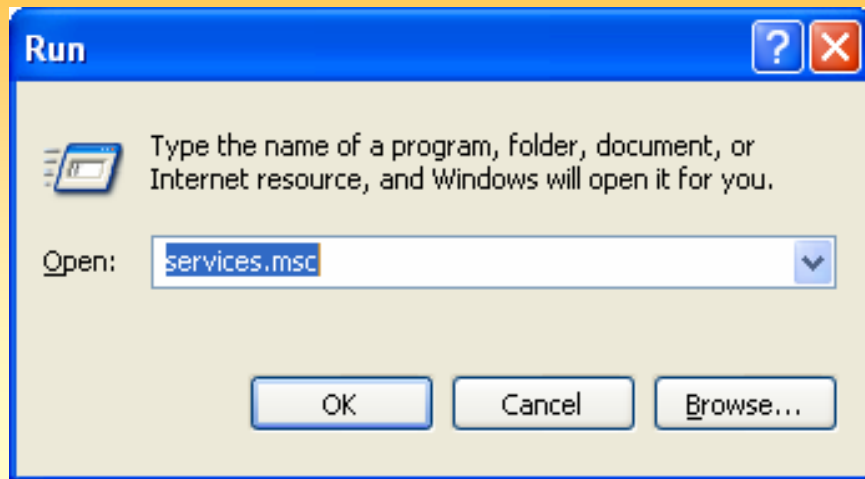 Run
Type the name of a program, folder, document, or
Internet resource, and Windows will open it for you.
Open: services.msc
OK Cancel Browse...